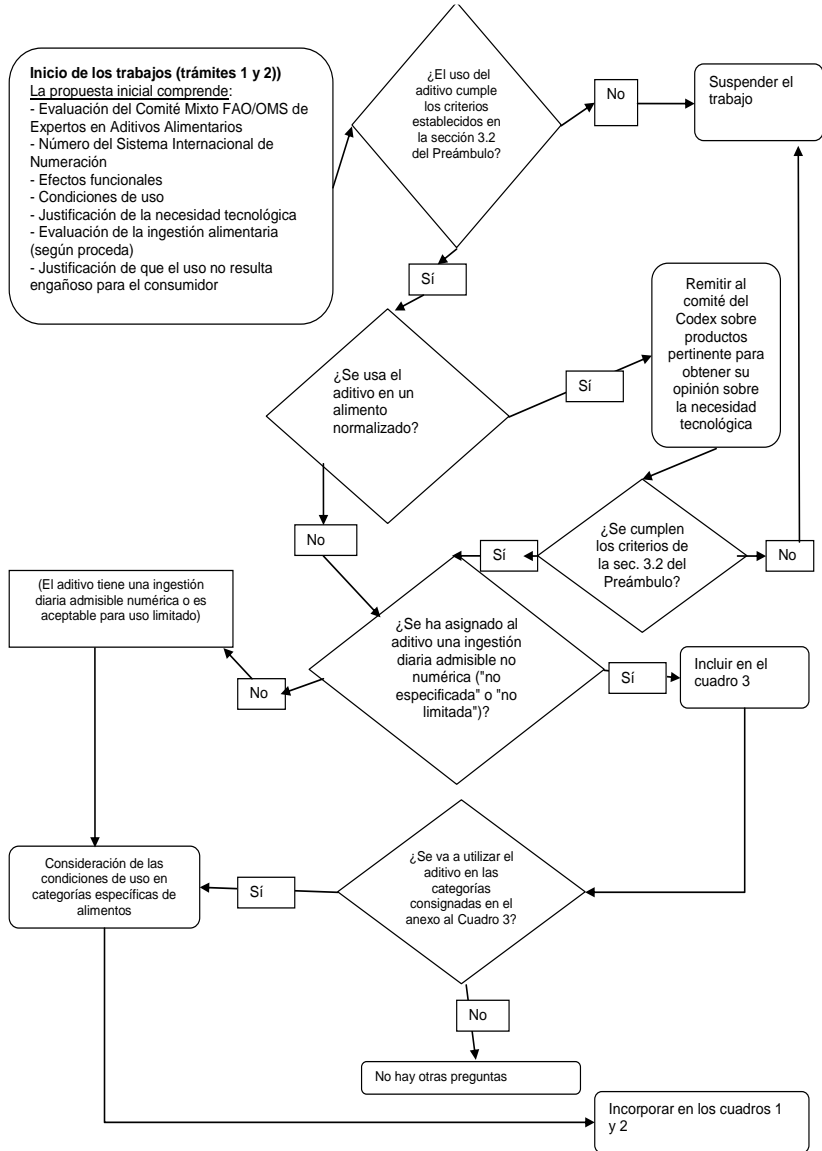 Inicio de los trabajos (trámites 1 y 2))
La propuesta inicial comprende:
- Evaluación del Comité Mixto FAO/OMS de
Expertos en Aditivos Alimentarios
- Número del Sistema Internacional de
Numeración
- Efectos funcionales
- Condiciones de uso
- Justificación de la necesidad tecnológica
- Evaluación de la ingestión alimentaria
(según proceda)
- Justificación de que el uso no resulta
engañoso para el consumidor
¿El uso del
aditivo cumple
los criterios
establecidos en
la sección 3.2
del Preámbulo?
No
Suspender el
trabajo
Sí
¿Se usa el
aditivo en un
alimento
normalizado?
Sí
Remitir al
comité del
Codex sobre
productos
pertinente para
obtener su
opinión sobre
la necesidad
tecnológica
No
¿Se cumplen
los criterios de
la sec. 3.2 del
Preámbulo?
Sí
No
(El aditivo tiene una ingestión
diaria admisible numérica o es
aceptable para uso limitado)
No
¿Se ha asignado al
aditivo una ingestión
diaria admisible no
numérica ("no
especificada" o "no
limitada")?
Sí
Incluir en el
cuadro 3
Consideración de las
condiciones de uso en
categorías específicas de
alimentos
Sí
¿Se va a utilizar el
aditivo en las
categorías
consignadas en el
anexo al Cuadro 3?
No
No hay otras preguntas
Incorporar en los cuadros 1
y 2